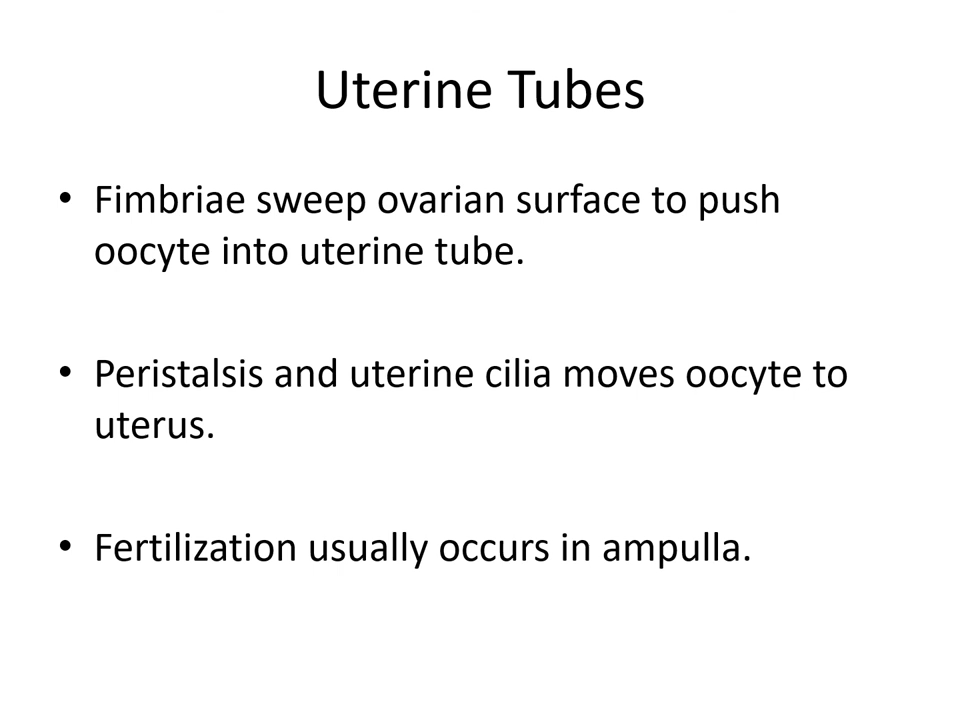 Uterine Tubes
• Fimbriae sweep ovarian surface to push
oocyte into uterine tube.
• Peristalsis and uterine cilia moves oocyte to
uterus.
• Fertilization usually occurs in ampulla.